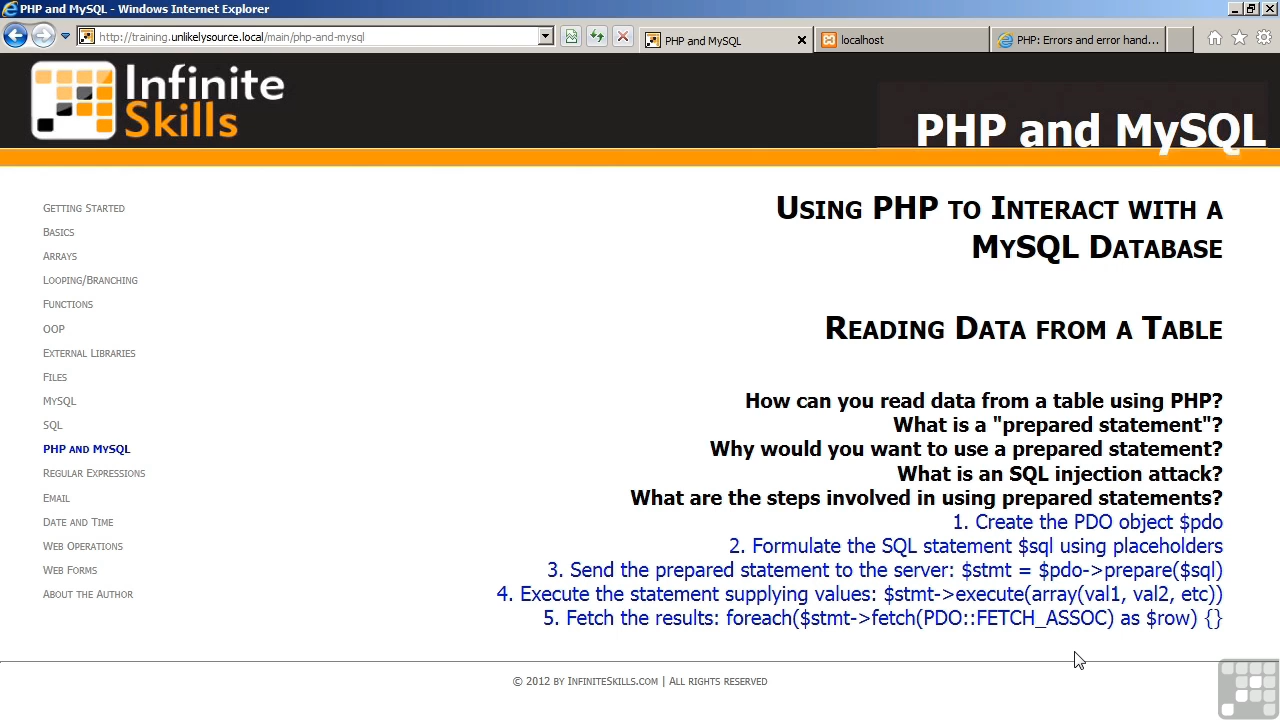 PHP and MySQL - Windows Internet Explorer
http://training.unlikelysource.local/main/php-and-mysql
PHP and MySQL
localhost
PHP: Errors and error hand...
Infinite
Skills
PHP and MySQL
GETTING STARTED
BASICS
ARRAYS
LOOPING/BRANCHING
FUNCTIONS
OOP
EXTERNAL LIBRARIES
FILES
MYSQL
SQL
PHP AND MYSQL
REGULAR EXPRESSIONS
EMAIL
DATE AND TIME
WEB OPERATIONS
WEB FORMS
ABOUT THE AUTHOR
USING PHP TO INTERACT WITH A
MYSQL DATABASE
READING DATA FROM A TABLE
How can you read data from a table using PHP?
What is a "prepared statement"?
Why would you want to use a prepared statement?
What is an SQL injection attack?
What are the steps involved in using prepared statements?
1. Create the PDO object $pdo
2. Formulate the SQL statement $sql using placeholders
3. Send the prepared statement to the server: $stmt = $pdo->prepare($sql)
4. Execute the statement supplying values: $stmt->execute(array(val1, val2, etc))
5. Fetch the results: foreach($stmt->fetch(PDO::FETCH_ASSOC) as $row) {}
© 2012 BY INFINITESKILLS.COM | ALL RIGHTS RESERVED